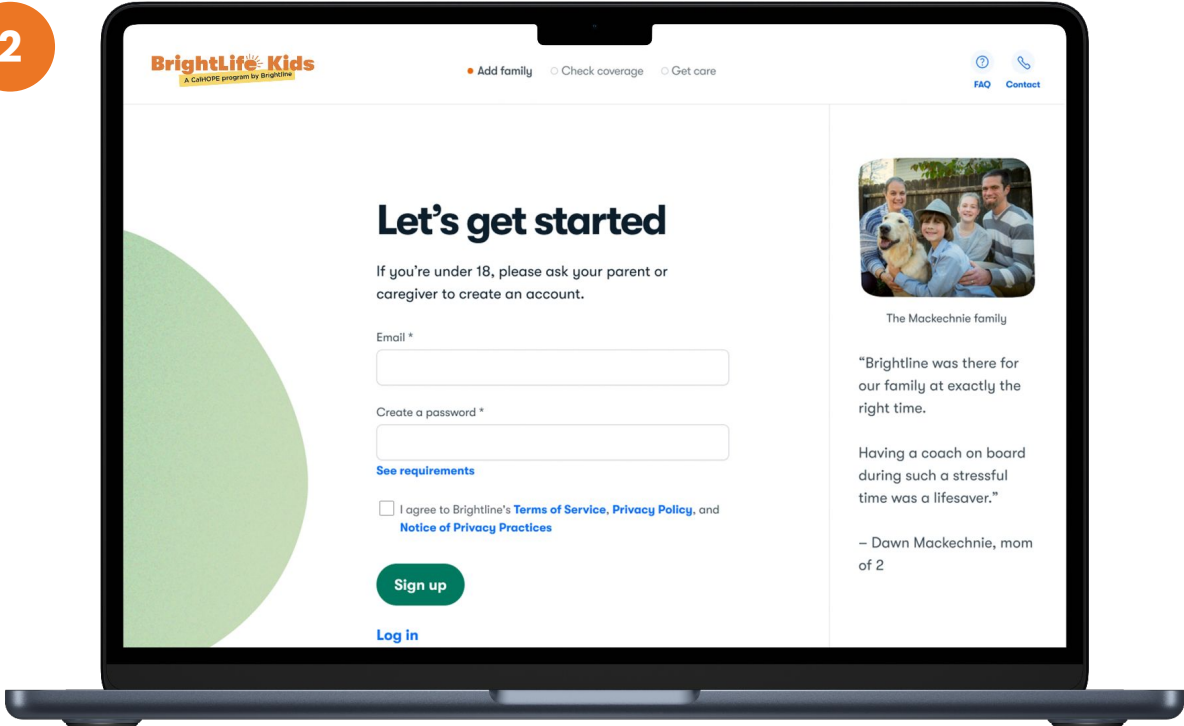 2
BrightLife Kids
A CalHOPE program by Brightline
Add family
Check coverage
Get care
FAQ
Contact
Let's get started
If you're under 18, please ask your parent or
caregiver to create an account.
Email *
Create a password *
See requirements
I agree to Brightline's Terms of Service, Privacy Policy, and
Notice of Privacy Practices
Sign up
Log in
The Mackechnie family
“Brightline was there for
our family at exactly the
right time.
Having a coach on board
during such a stressful
time was a lifesaver.”
– Dawn Mackechnie, mom
of 2